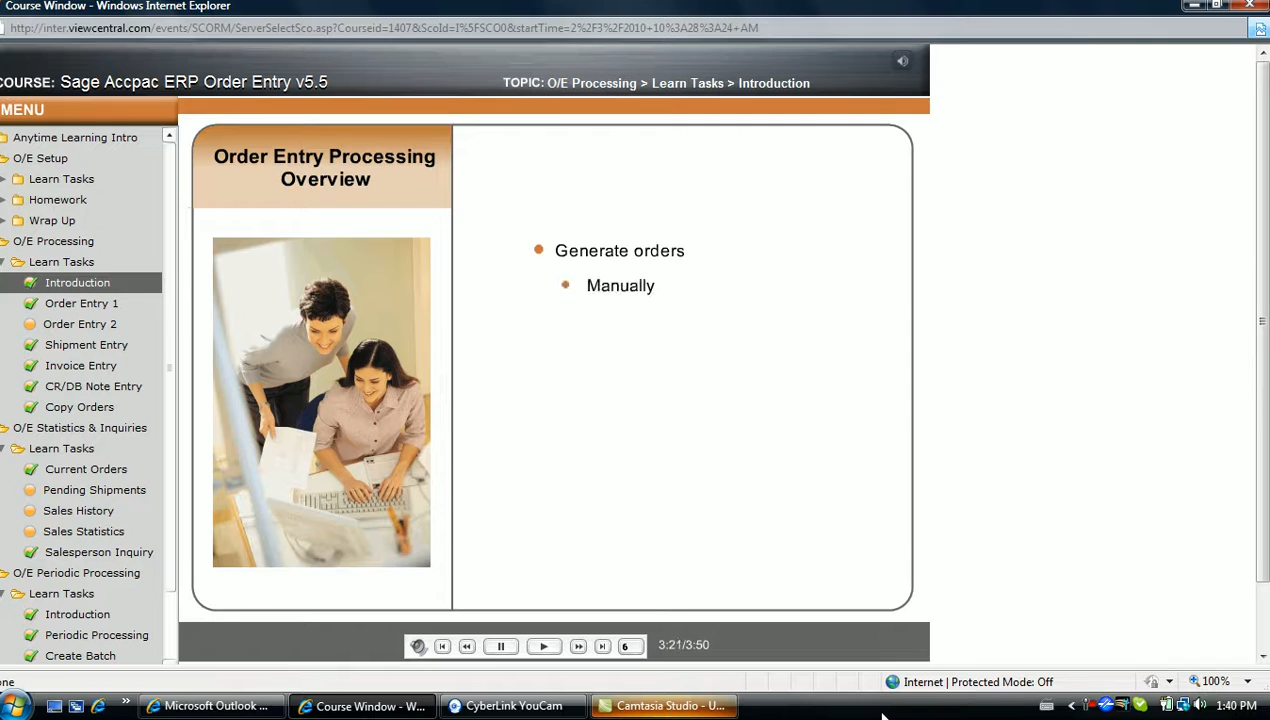 Course Window - Windows Internet Explorer
http://inter.viewcentral.com/events/SCORM/ServerSelectSco.asp?Courseid=1407&ScoId=I%5FSCO0&startTime=2%2F3%2F2010+10%3A28%3A24+AM
COURSE: Sage Accpac ERP Order Entry v5.5
TOPIC: O/E Processing > Learn Tasks > Introduction
MENU
Anytime Learning Intro
O/E Setup
Learn Tasks
Homework
Wrap Up
O/E Processing
Learn Tasks
Introduction
Order Entry 1
Order Entry 2
Shipment Entry
Invoice Entry
CR/DB Note Entry
Copy Orders
O/E Statistics & Inquiries
Learn Tasks
Current Orders
Pending Shipments
Sales History
Sales Statistics
Salesperson Inquiry
O/E Periodic Processing
Learn Tasks
Introduction
Periodic Processing
Create Batch
Order Entry Processing
Overview
Generate orders
Manually
6
3:21/3:50
one
Internet | Protected Mode: Off
100%
Microsoft Outlook ...
Course Window - W...
CyberLink YouCam
Camtasia Studio - U...
1:40 PM